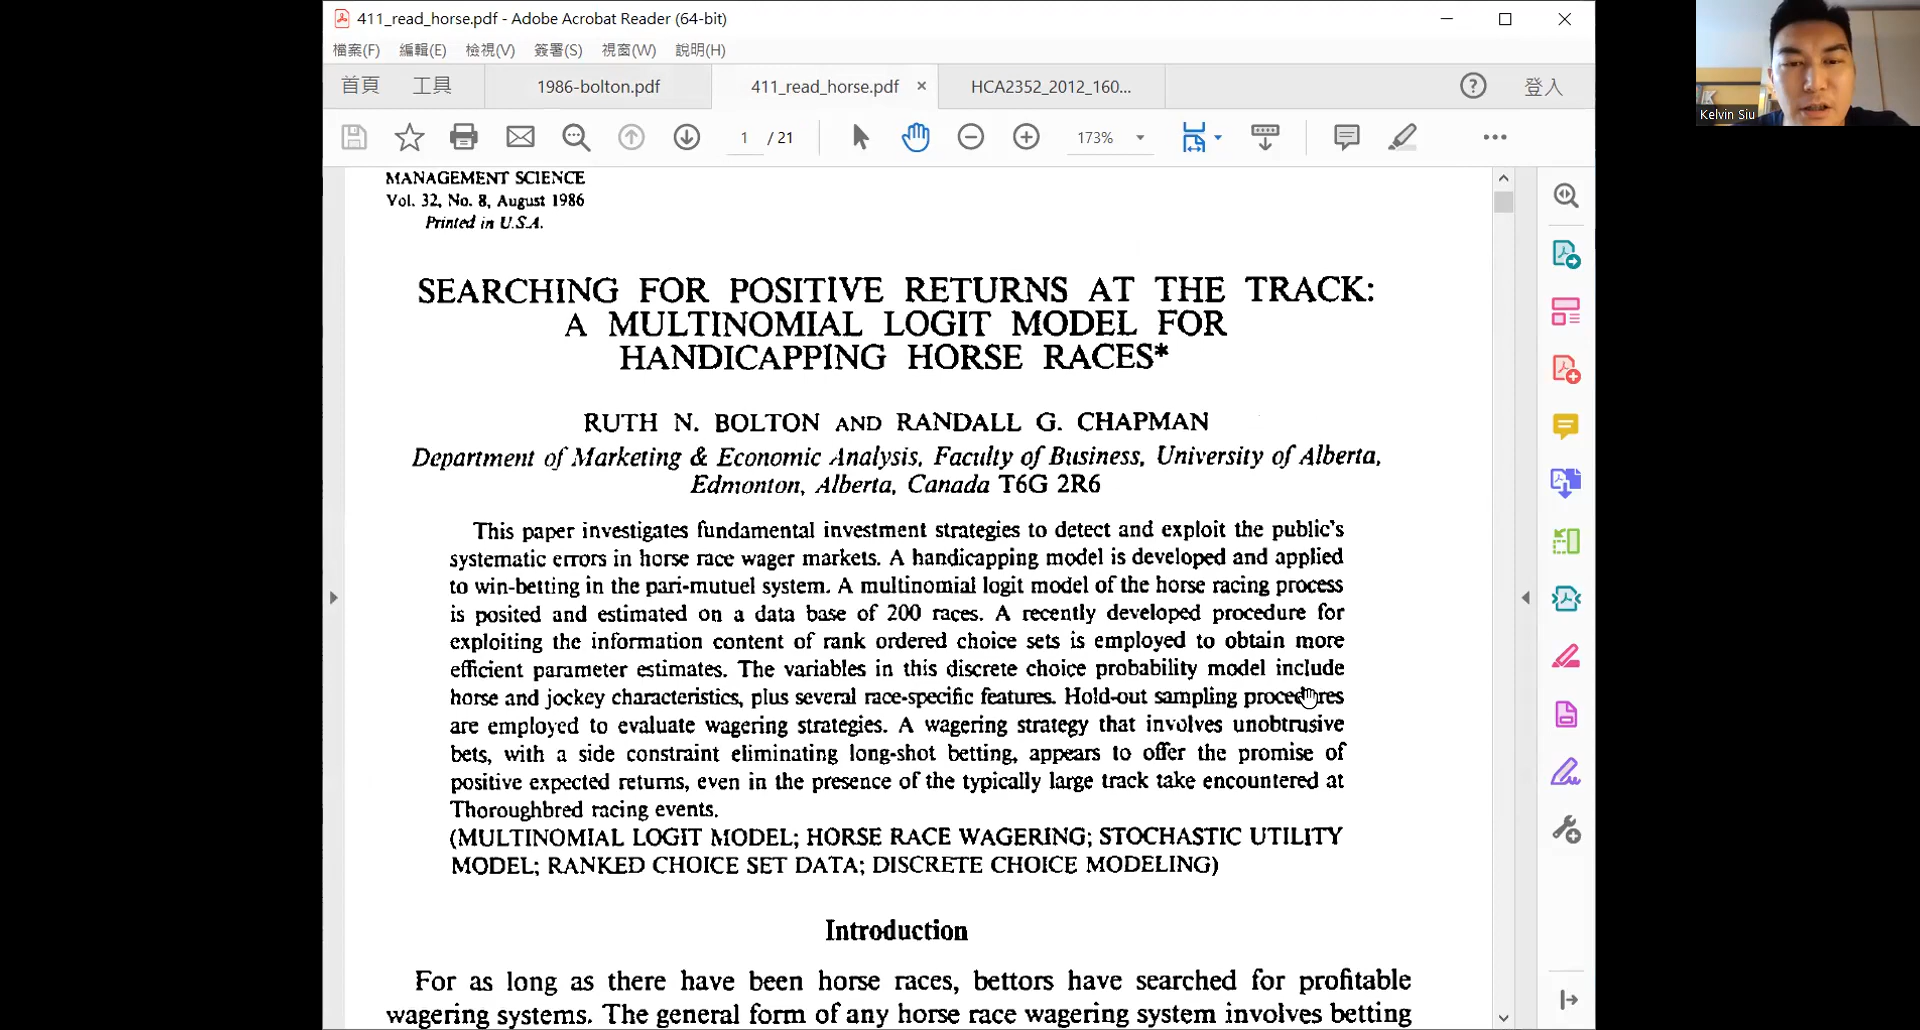 411_read_horse.pdf - Adobe Acrobat Reader (64-bit)
檔案(F) 編輯(E) 檢視(V) 簽署(S) 視窗(W) 說明(H)
首頁 工具 1986-bolton.pdf 411_read_horse.pdf × HCA2352_2012_160... 登入
1 / 21 173%
Kelvin Siu
MANAGEMENT SCIENCE
Vol. 32, No. 8, August 1986
Printed in U.S.A.
SEARCHING FOR POSITIVE RETURNS AT THE TRACK:
A MULTINOMIAL LOGIT MODEL FOR
HANDICAPPING HORSE RACES*
RUTH N. BOLTON AND RANDALL G. CHAPMAN
Department of Marketing & Economic Analysis, Faculty of Business, University of Alberta,
Edmonton, Alberta, Canada T6G 2R6
This paper investigates fundamental investment strategies to detect and exploit the public's
systematic errors in horse race wager markets. A handicapping model is developed and applied
to win-betting in the pari-mutuel system. A multinomial logit model of the horse racing process
is posited and estimated on a data base of 200 races. A recently developed procedure for
exploiting the information content of rank ordered choice sets is employed to obtain more
efficient parameter estimates. The variables in this discrete choice probability model include
horse and jockey characteristics, plus several race-specific features. Hold-out sampling procedures
are employed to evaluate wagering strategies. A wagering strategy that involves unobtrusive
bets, with a side constraint eliminating long-shot betting, appears to offer the promise of
positive expected returns, even in the presence of the typically large track take encountered at
Thoroughbred racing events.
(MULTINOMIAL LOGIT MODEL; HORSE RACE WAGERING; STOCHASTIC UTILITY
MODEL; RANKED CHOICE SET DATA; DISCRETE CHOICE MODELING)
Introduction
For as long as there have been horse races, bettors have searched for profitable
wagering systems. The general form of any horse race wagering system involves betting